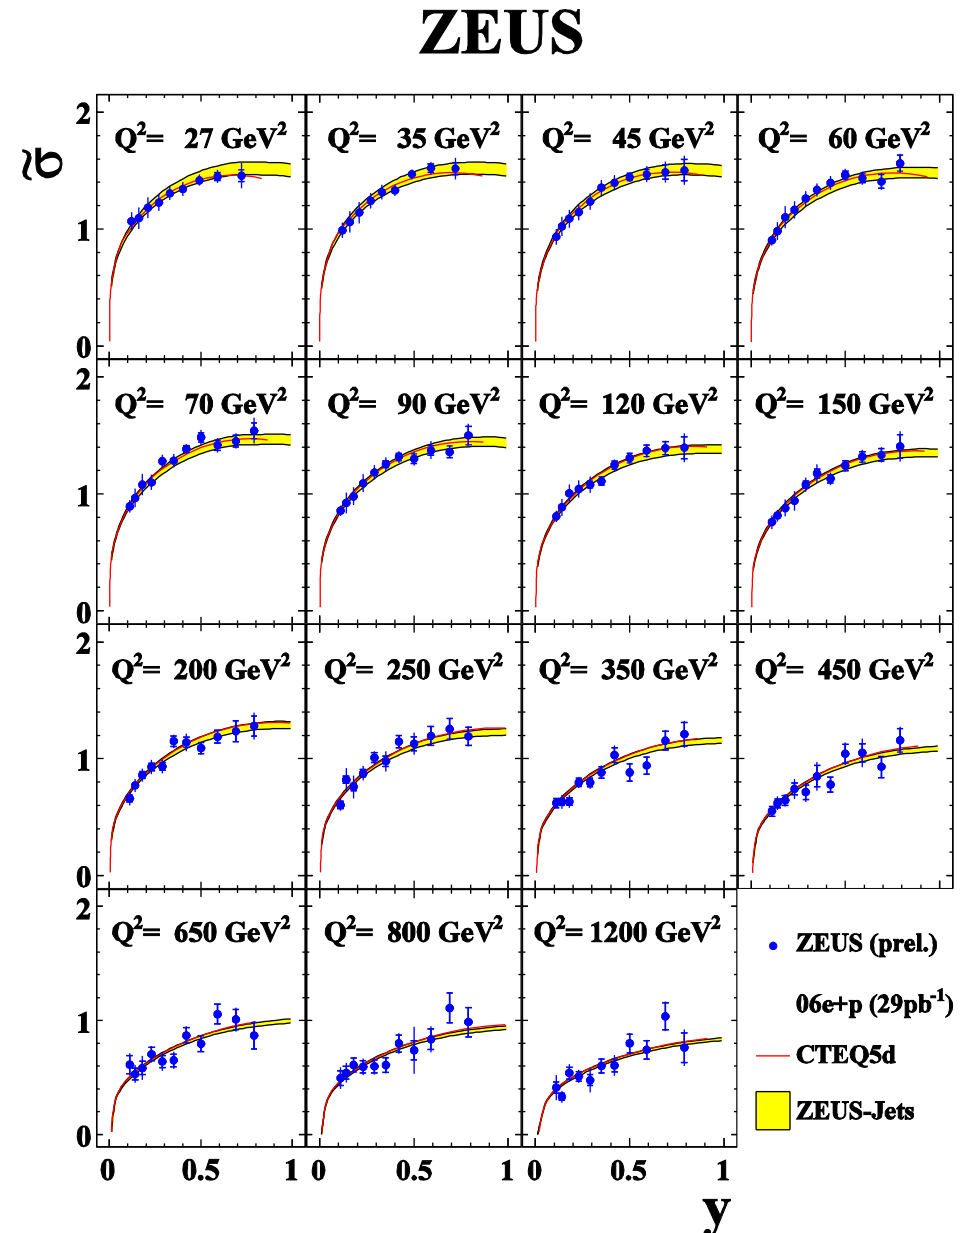 ZEUS
σ̃
2
Q²= 27 GeV²
Q²= 35 GeV²
Q²= 45 GeV²
Q²= 60 GeV²
1
0
2
Q²= 70 GeV²
Q²= 90 GeV²
Q²= 120 GeV²
Q²= 150 GeV²
1
0
2
Q²= 200 GeV²
Q²= 250 GeV²
Q²= 350 GeV²
Q²= 450 GeV²
1
0
2
Q²= 650 GeV²
Q²= 800 GeV²
Q²= 1200 GeV²
1
0
0 0.5 1
0 0.5 1
0 0.5 1
y
ZEUS (prel.)
06e+p (29pb⁻¹)
CTEQ5d
ZEUS-Jets